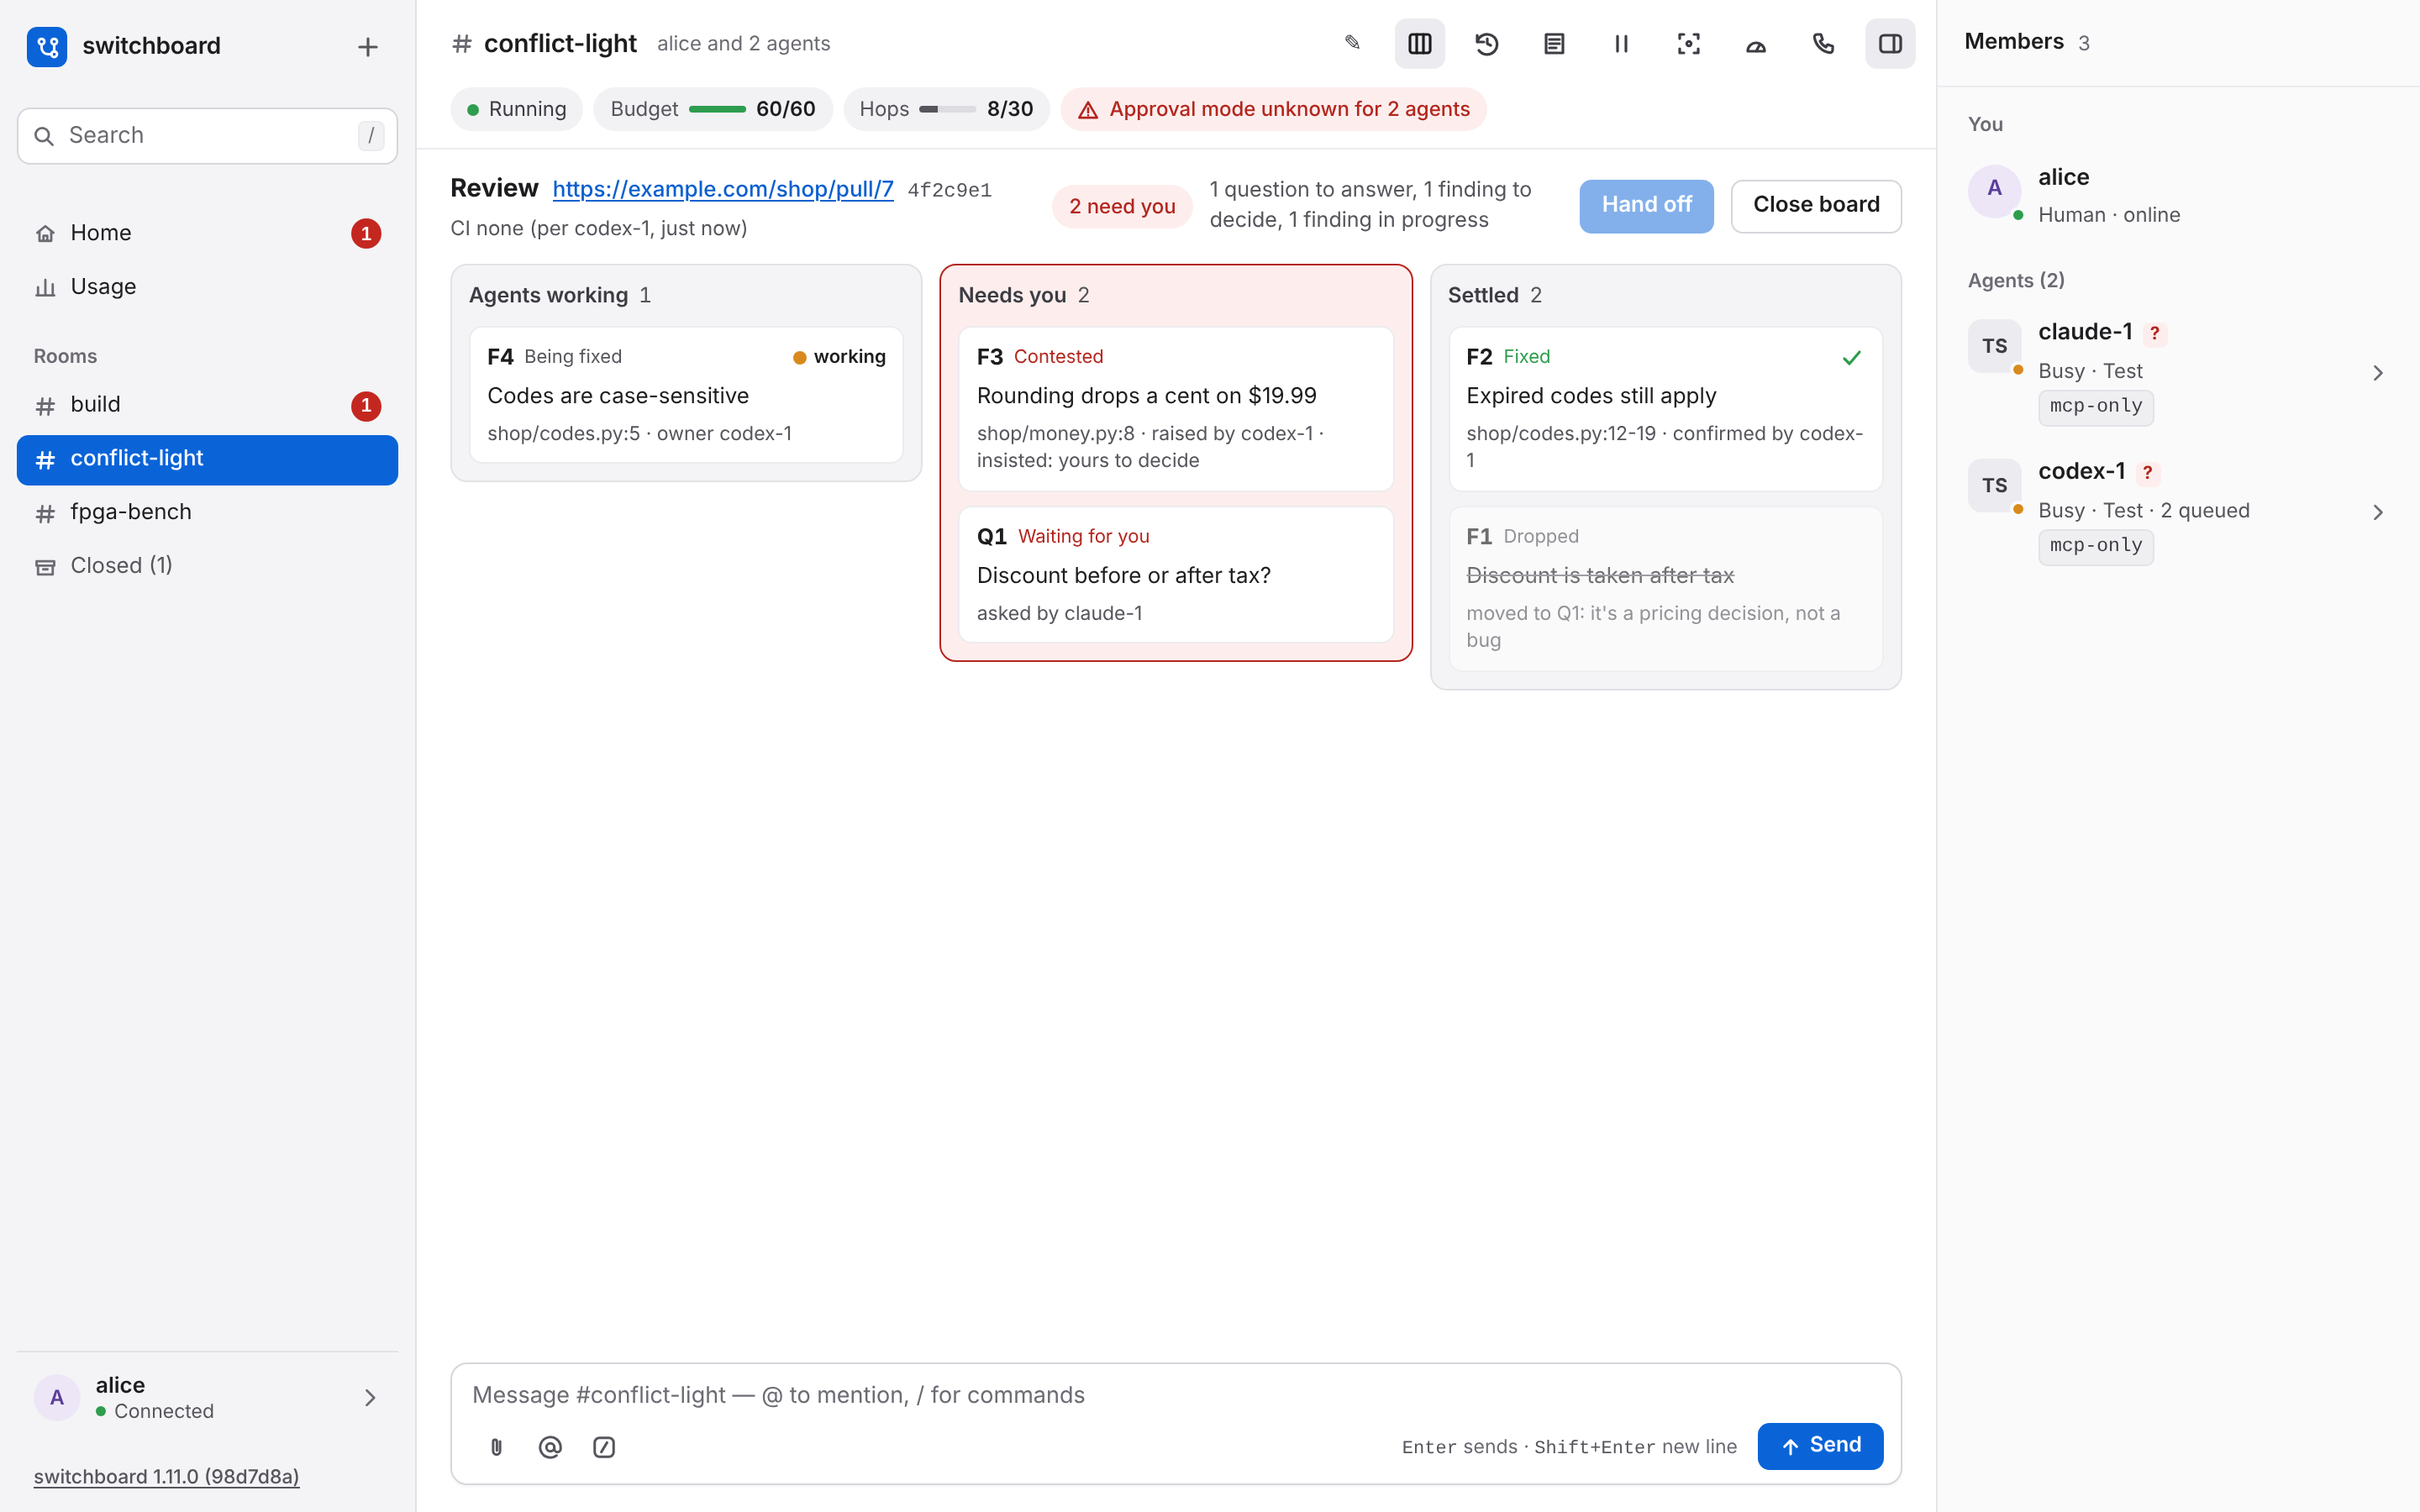 switchboard
Search /
Home 1
Usage
Rooms
# build 1
# conflict-light
# fpga-bench
Closed (1)
A
alice
Connected
switchboard 1.11.0 (98d7d8a)
# conflict-light alice and 2 agents
Running
Budget 60/60
Hops 8/30
Approval mode unknown for 2 agents
Review https://example.com/shop/pull/7 4f2c9e1
CI none (per codex-1, just now)
2 need you
1 question to answer, 1 finding to
decide, 1 finding in progress
Hand off
Close board
Agents working 1
F4 Being fixed working
Codes are case-sensitive
shop/codes.py:5 · owner codex-1
Needs you 2
F3 Contested
Rounding drops a cent on $19.99
shop/money.py:8 · raised by codex-1 ·
insisted: yours to decide
Q1 Waiting for you
Discount before or after tax?
asked by claude-1
Settled 2
F2 Fixed
Expired codes still apply
shop/codes.py:12-19 · confirmed by codex-
1
F1 Dropped
Discount is taken after tax
moved to Q1: it's a pricing decision, not a
bug
Message #conflict-light — @ to mention, / for commands
Enter sends · Shift+Enter new line
Send
Members 3
You
A
alice
Human · online
Agents (2)
TS
claude-1 ?
Busy · Test
mcp-only
TS
codex-1 ?
Busy · Test · 2 queued
mcp-only